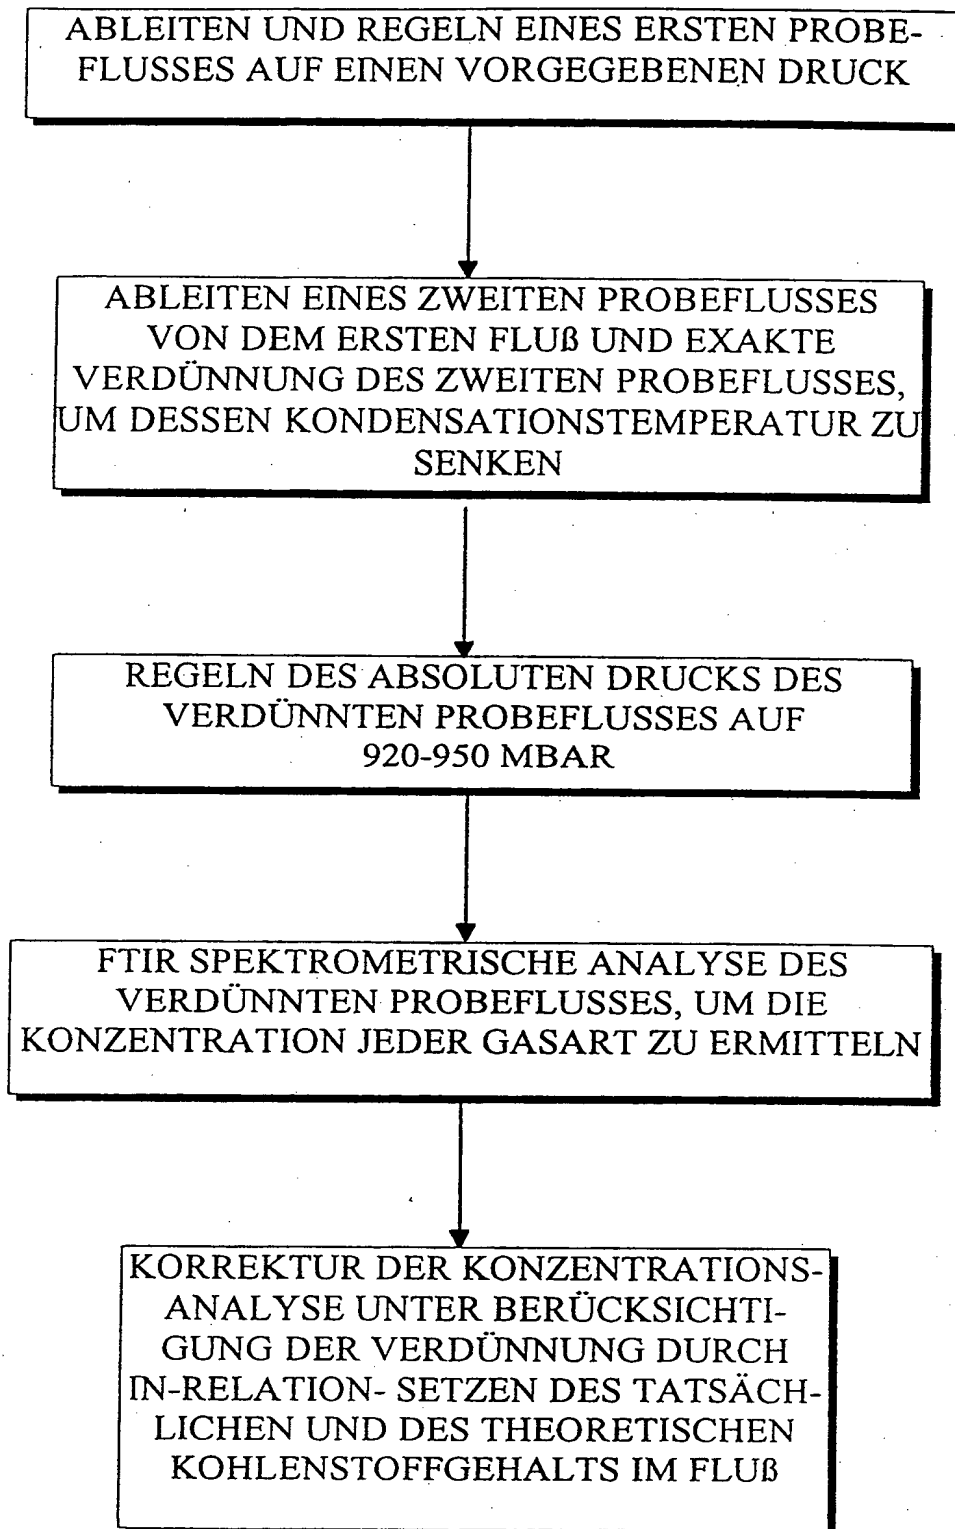 ABLEITEN UND REGELN EINES ERSTEN PROBE-
FLUSSES AUF EINEN VORGEGEBENEN DRUCK
ABLEITEN EINES ZWEITEN PROBEFLUSSES
VON DEM ERSTEN FLUß UND EXAKTE
VERDÜNNUNG DES ZWEITEN PROBEFLUSSES,
UM DESSEN KONDENSATIONSTEMPERATUR ZU
SENKEN
REGELN DES ABSOLUTEN DRUCKS DES
VERDÜNNTEN PROBEFLUSSES AUF
920-950 MBAR
FTIR SPEKTROMETRISCHE ANALYSE DES
VERDÜNNTEN PROBEFLUSSES, UM DIE
KONZENTRATION JEDER GASART ZU ERMITTELN
KORREKTUR DER KONZENTRATIONS-
ANALYSE UNTER BERÜCKSICHTI-
GUNG DER VERDÜNNUNG DURCH
IN-RELATION- SETZEN DES TATSÄCH-
LICHEN UND DES THEORETISCHEN
KOHLENSTOFFGEHALTS IM FLUß